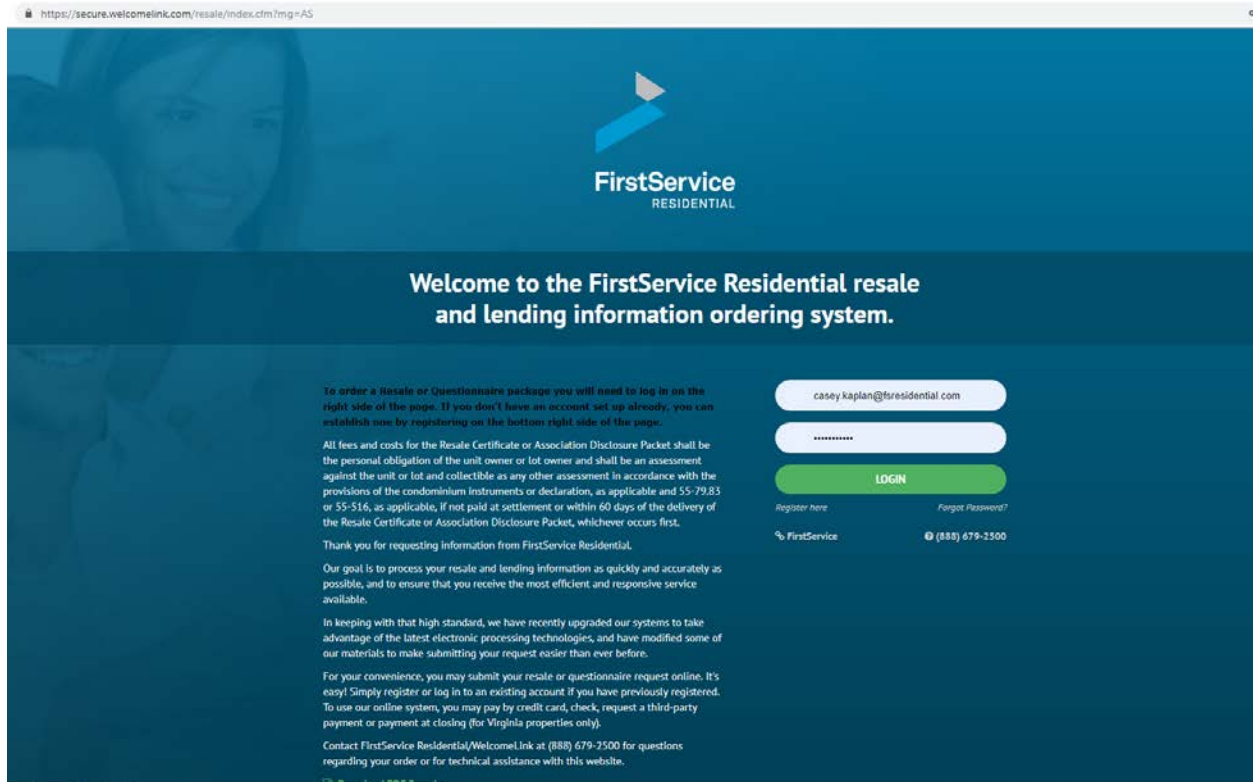 https://secure.welcomelink.com/resale/index.cfm?mg=AS
FirstService
RESIDENTIAL
Welcome to the FirstService Residential resale
and lending information ordering system.
To order a Resale or Questionnaire package you will need to log in on the
right side of the page. If you don't have an account set up already, you can
establish one by registering on the bottom right side of the page.
All fees and costs for the Resale Certificate or Association Disclosure Packet shall be
the personal obligation of the unit owner or lot owner and shall be an assessment
against the unit or lot and collectible as any other assessment in accordance with the
provisions of the condominium instruments or declaration, as applicable and 55-79.83
or 55-516, as applicable, if not paid at settlement or within 60 days of the delivery of
the Resale Certificate or Association Disclosure Packet, whichever occurs first.
Thank you for requesting information from FirstService Residential.
Our goal is to process your resale and lending information as quickly and accurately as
possible, and to ensure that you receive the most efficient and responsive service
available.
In keeping with that high standard, we have recently upgraded our systems to take
advantage of the latest electronic processing technologies, and have modified some of
our materials to make submitting your request easier than ever before.
For your convenience, you may submit your resale or questionnaire request online. It's
easy! Simply register or log in to an existing account if you have previously registered.
To use our online system, you may pay by credit card, check, request a third-party
payment or payment at closing (for Virginia properties only).
Contact FirstService Residential/WelcomeLink at (888) 679-2500 for questions
regarding your order or for technical assistance with this website.
casey.kaplan@fsresidential.com
LOGIN
Register here
Forgot Password?
FirstService
(888) 679-2500